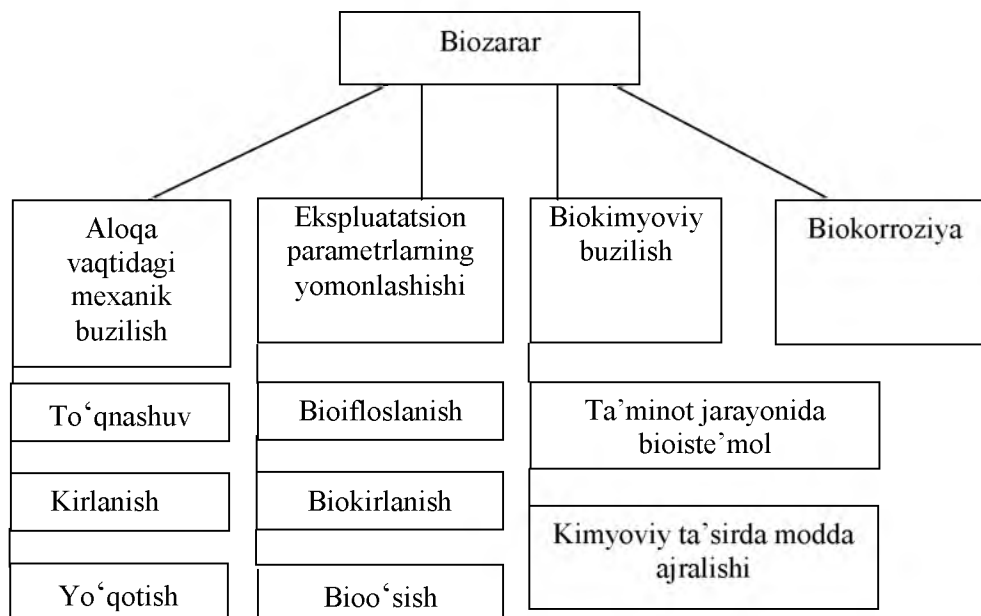 Biozarar
Aloqa
vaqtidagi
mexanik
buzilish
To‘qnashuv
Kirlanish
Yo‘qotish
Ekspluatatsion
parametrlarning
yomonlashishi
Bioifloslanish
Biokirlanish
Bioo‘sish
Biokimyoviy
buzilish
Ta’minot jarayonida
bioiste’mol
Kimyoviy ta’sirda modda
ajralishi
Biokorroziya